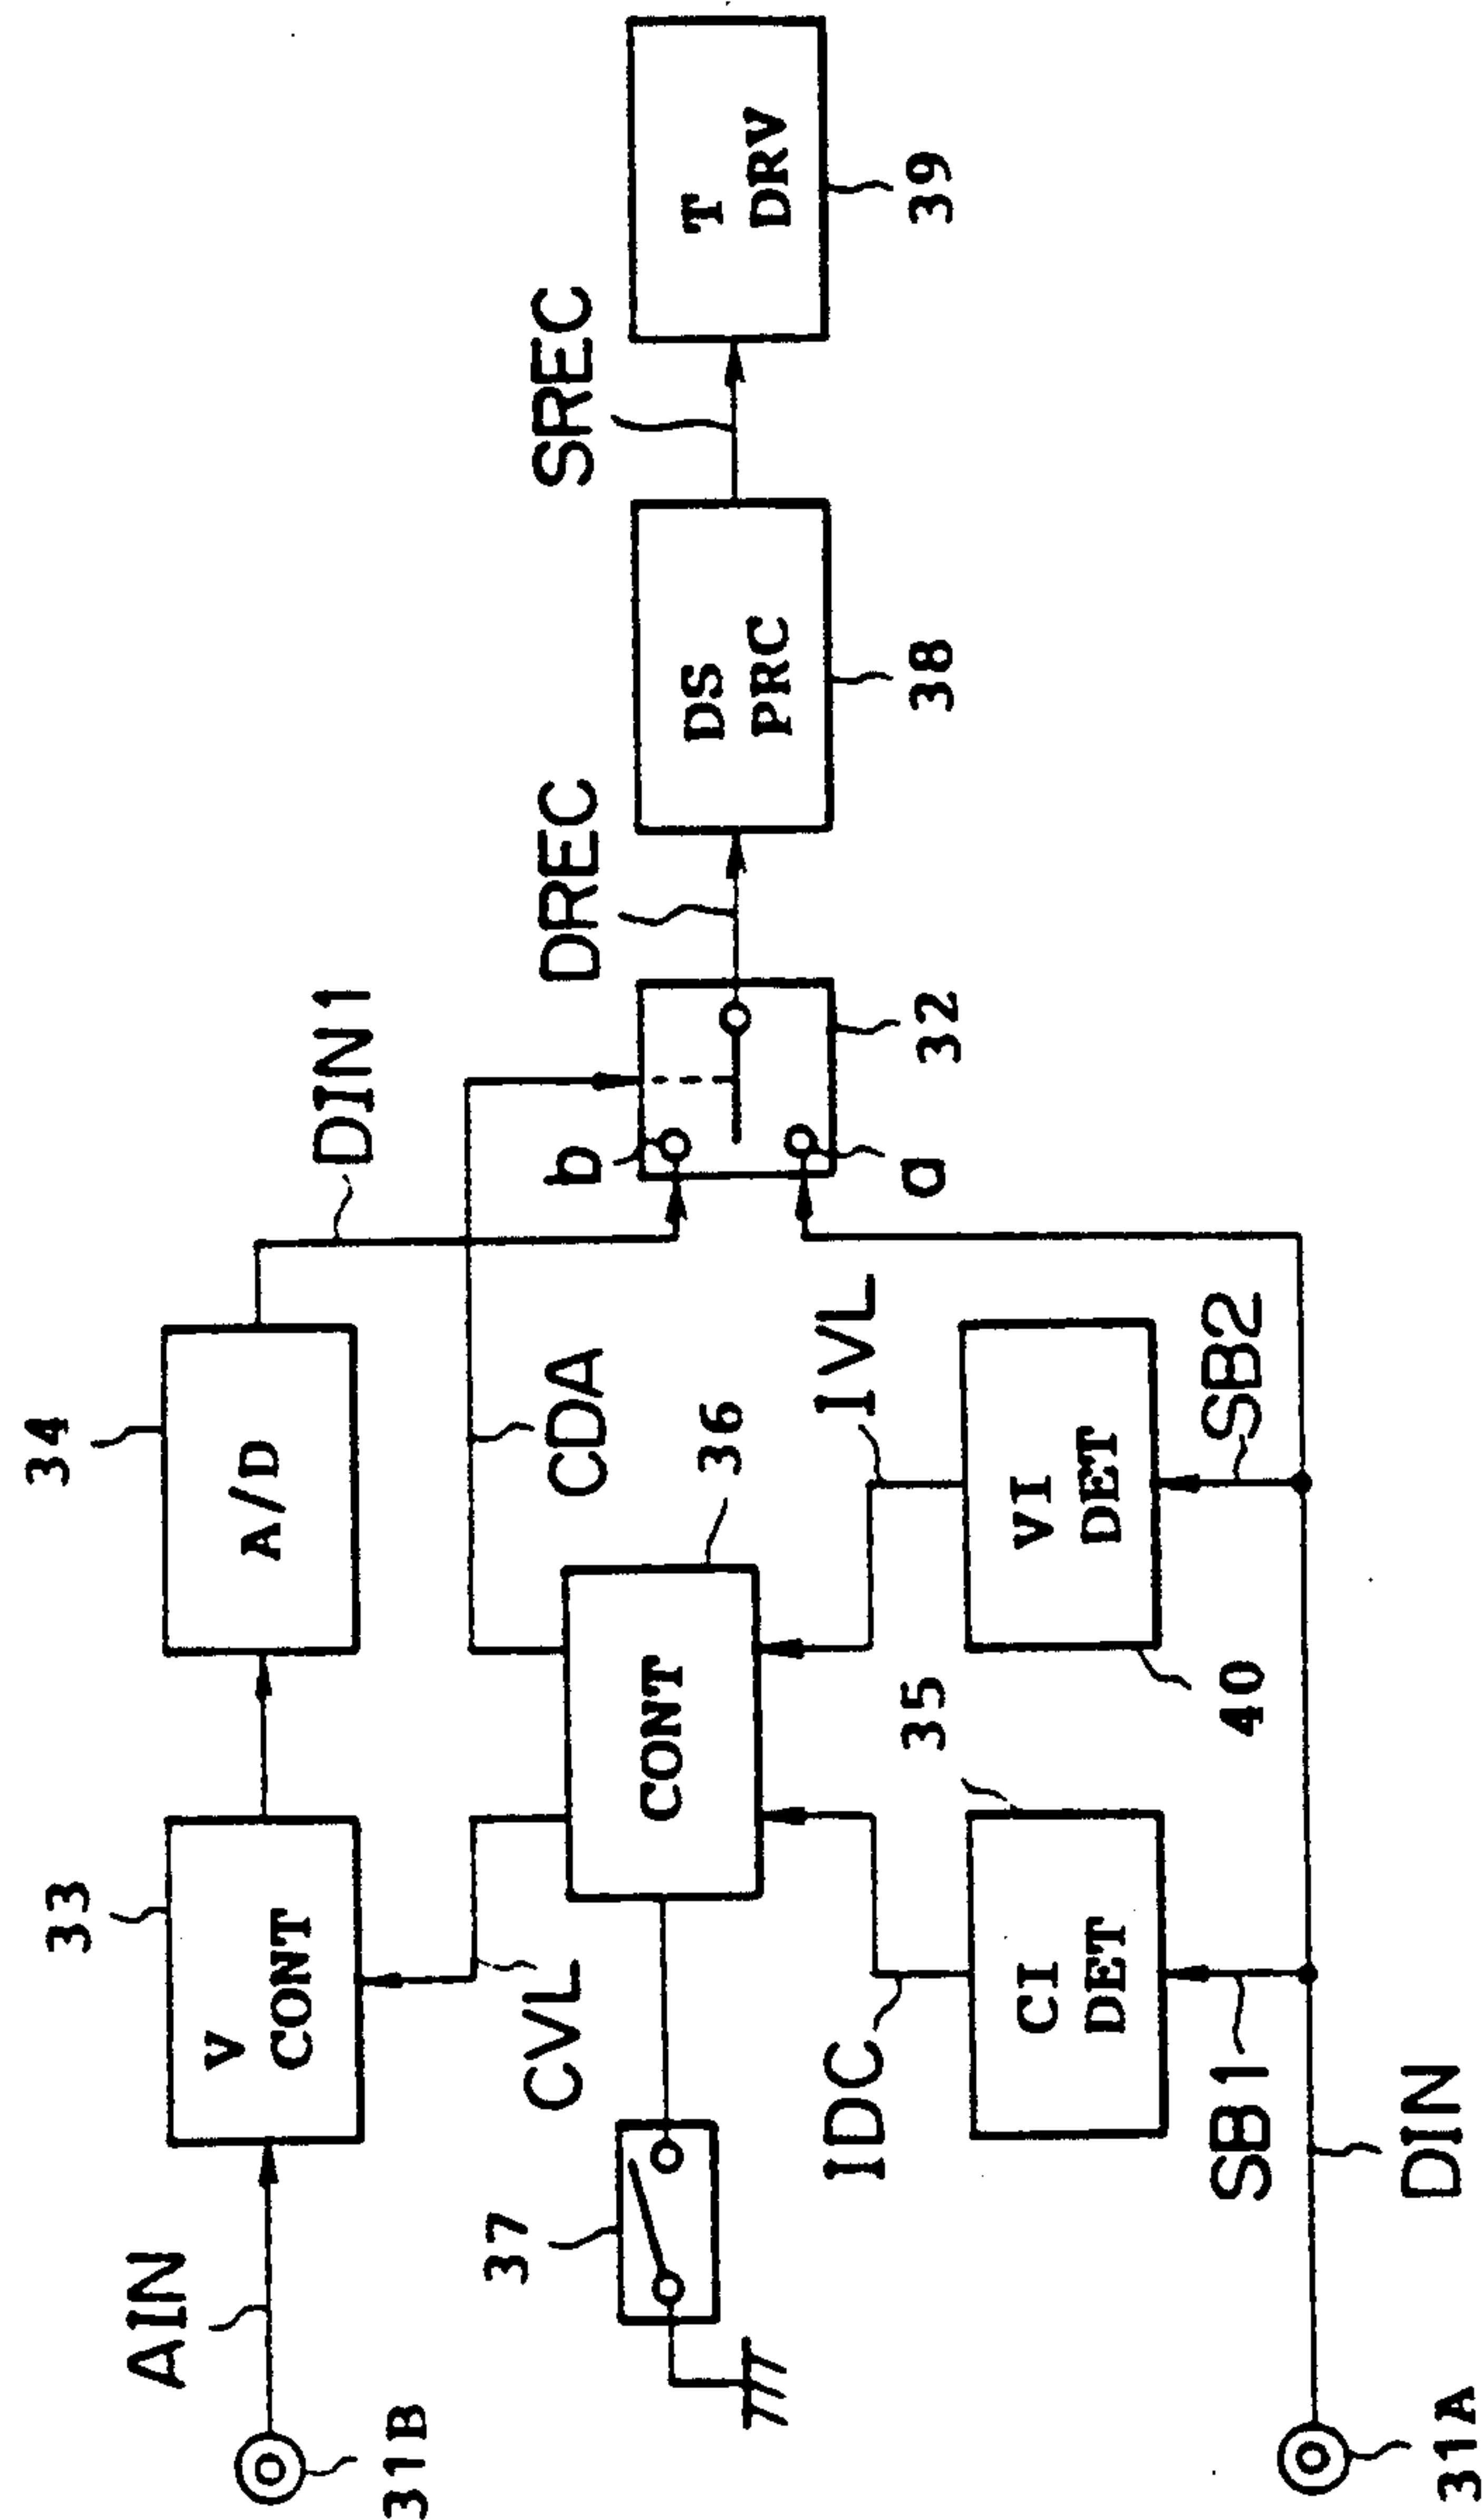 33
34
AIN
V
CONT
A/D
DIN1
31B
CVL
CDA
b
DREC
SREC
37
CONT
36
DS
PRC
T
DRV
IDC
35
LVL
a
32
38
39
CI
DET
VI
DET
SB1
40
SB2
DIN
31A